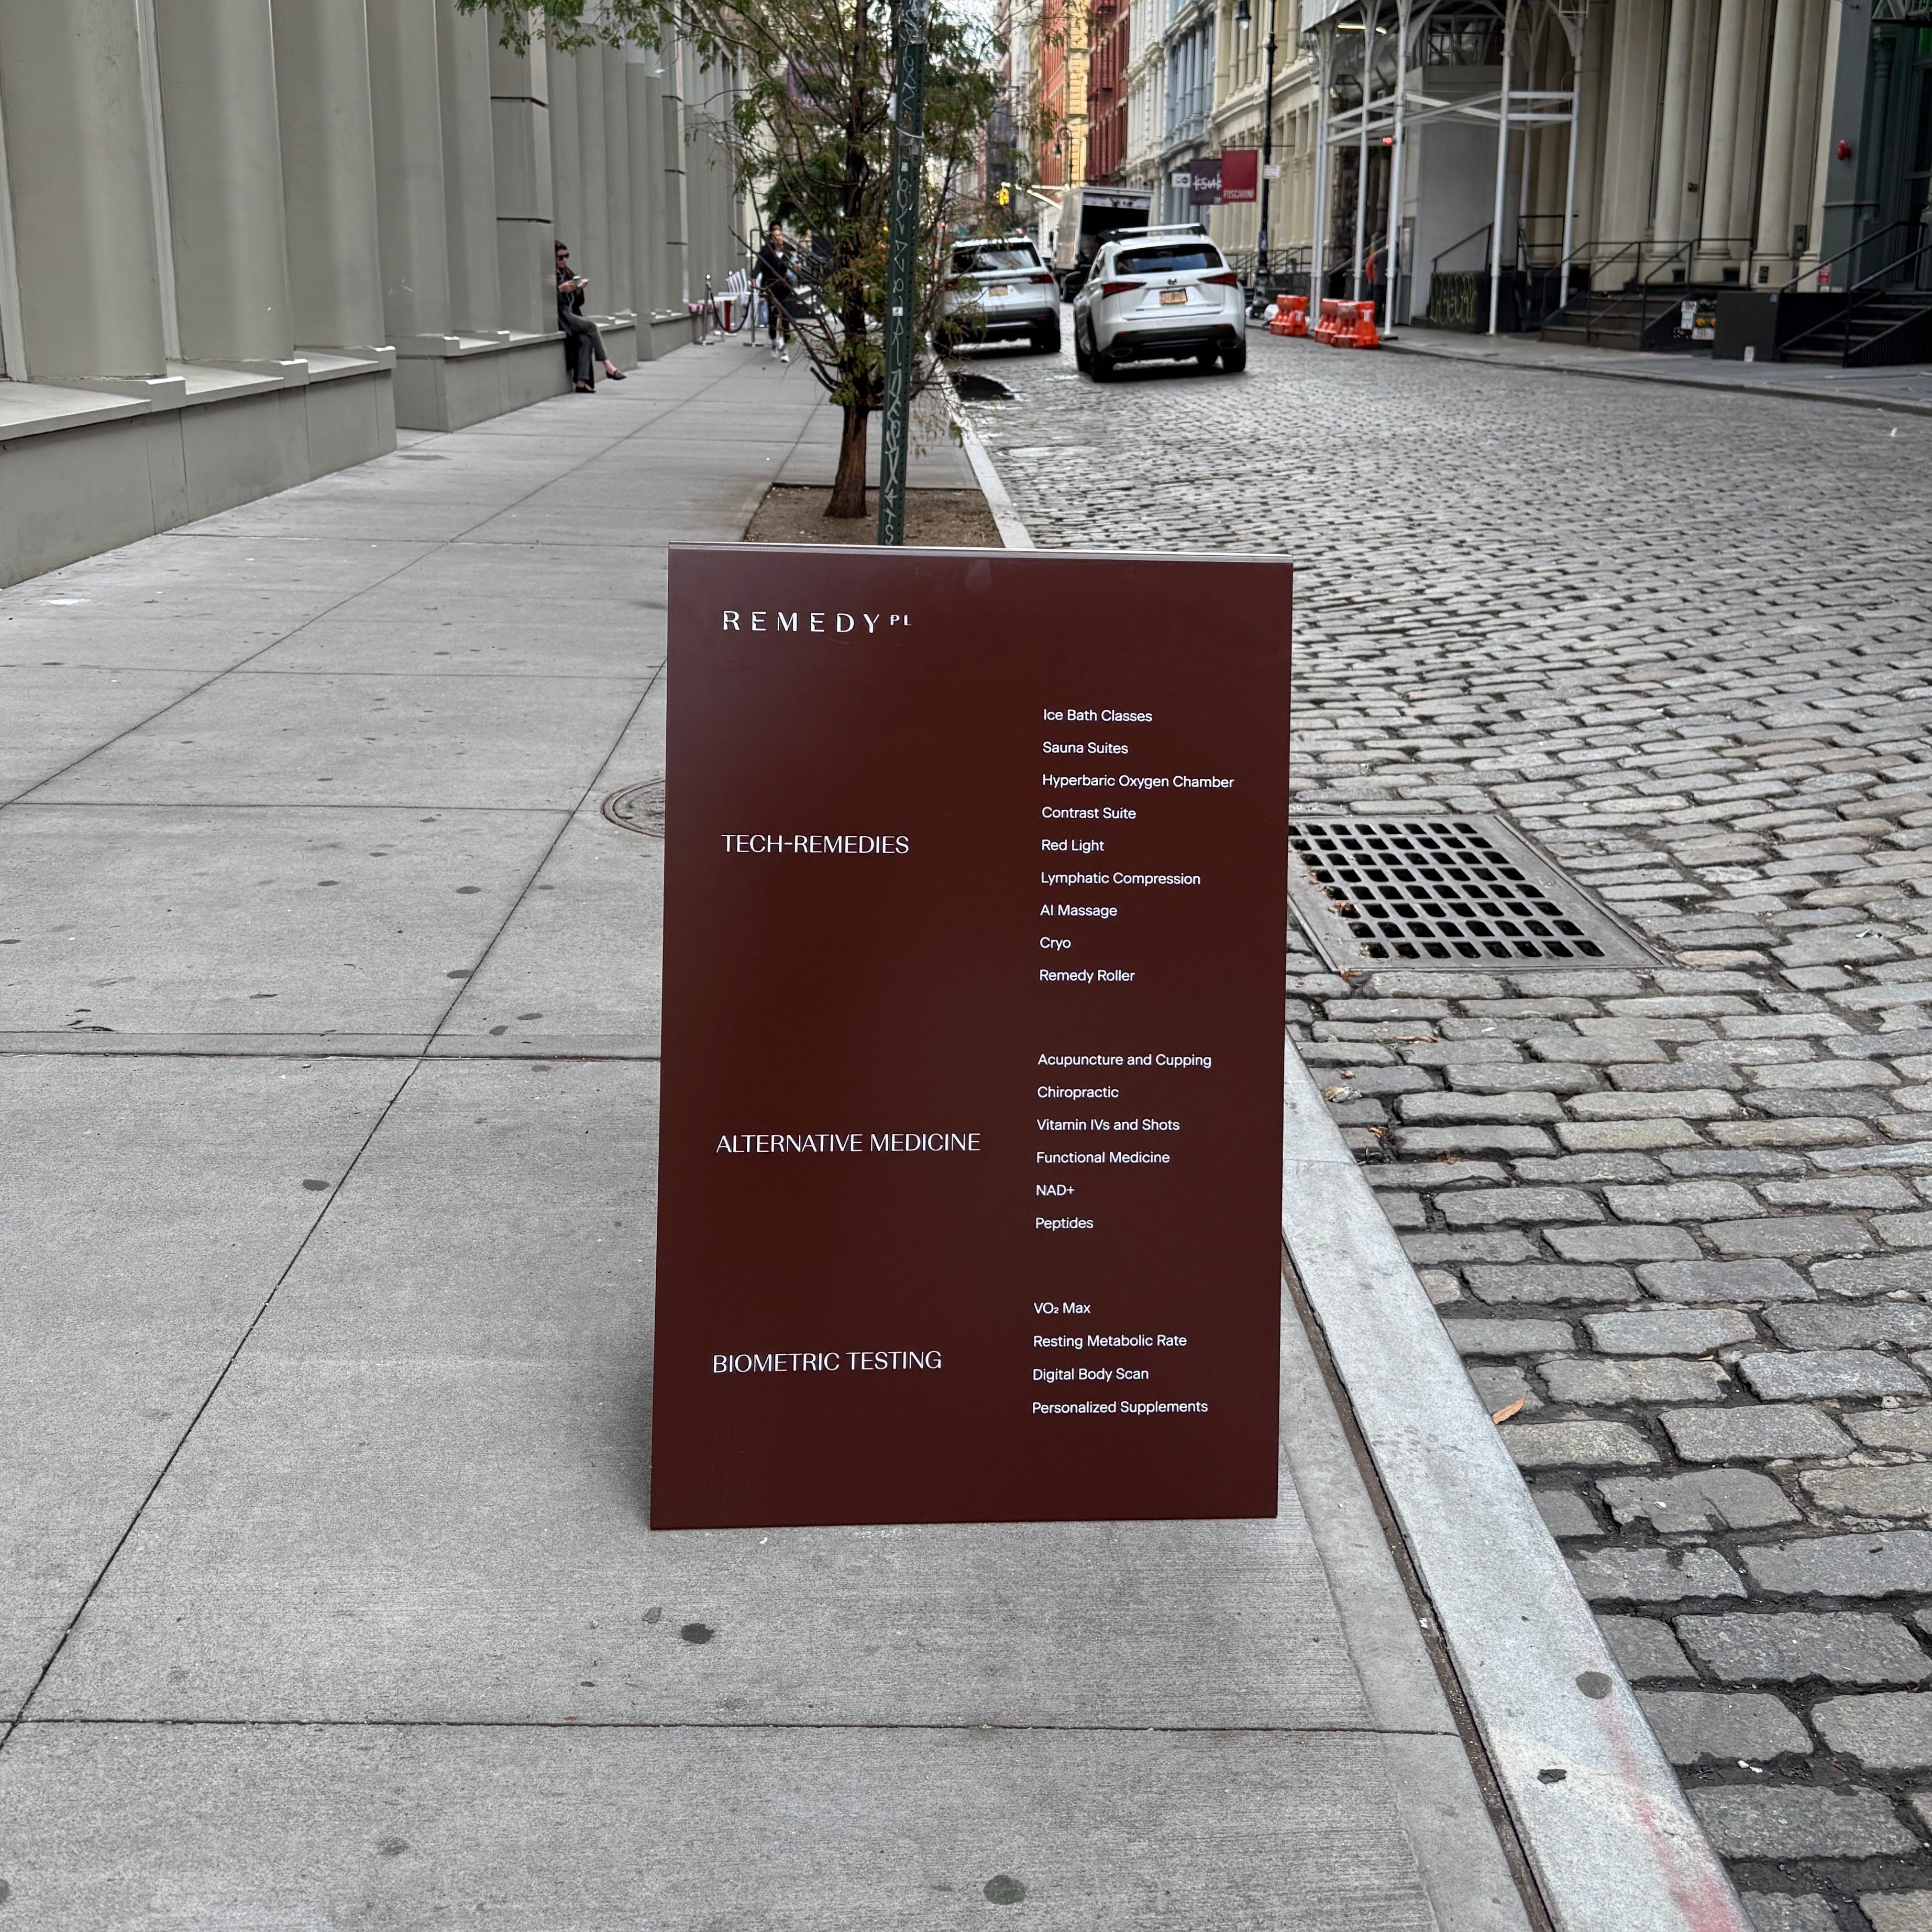 REMEDY PL
TECH-REMEDIES
Ice Bath Classes
Sauna Suites
Hyperbaric Oxygen Chamber
Contrast Suite
Red Light
Lymphatic Compression
AI Massage
Cryo
Remedy Roller
ALTERNATIVE MEDICINE
Acupuncture and Cupping
Chiropractic
Vitamin IVs and Shots
Functional Medicine
NAD+
Peptides
BIOMETRIC TESTING
VO₂ Max
Resting Metabolic Rate
Digital Body Scan
Personalized Supplements
FOSCARINI